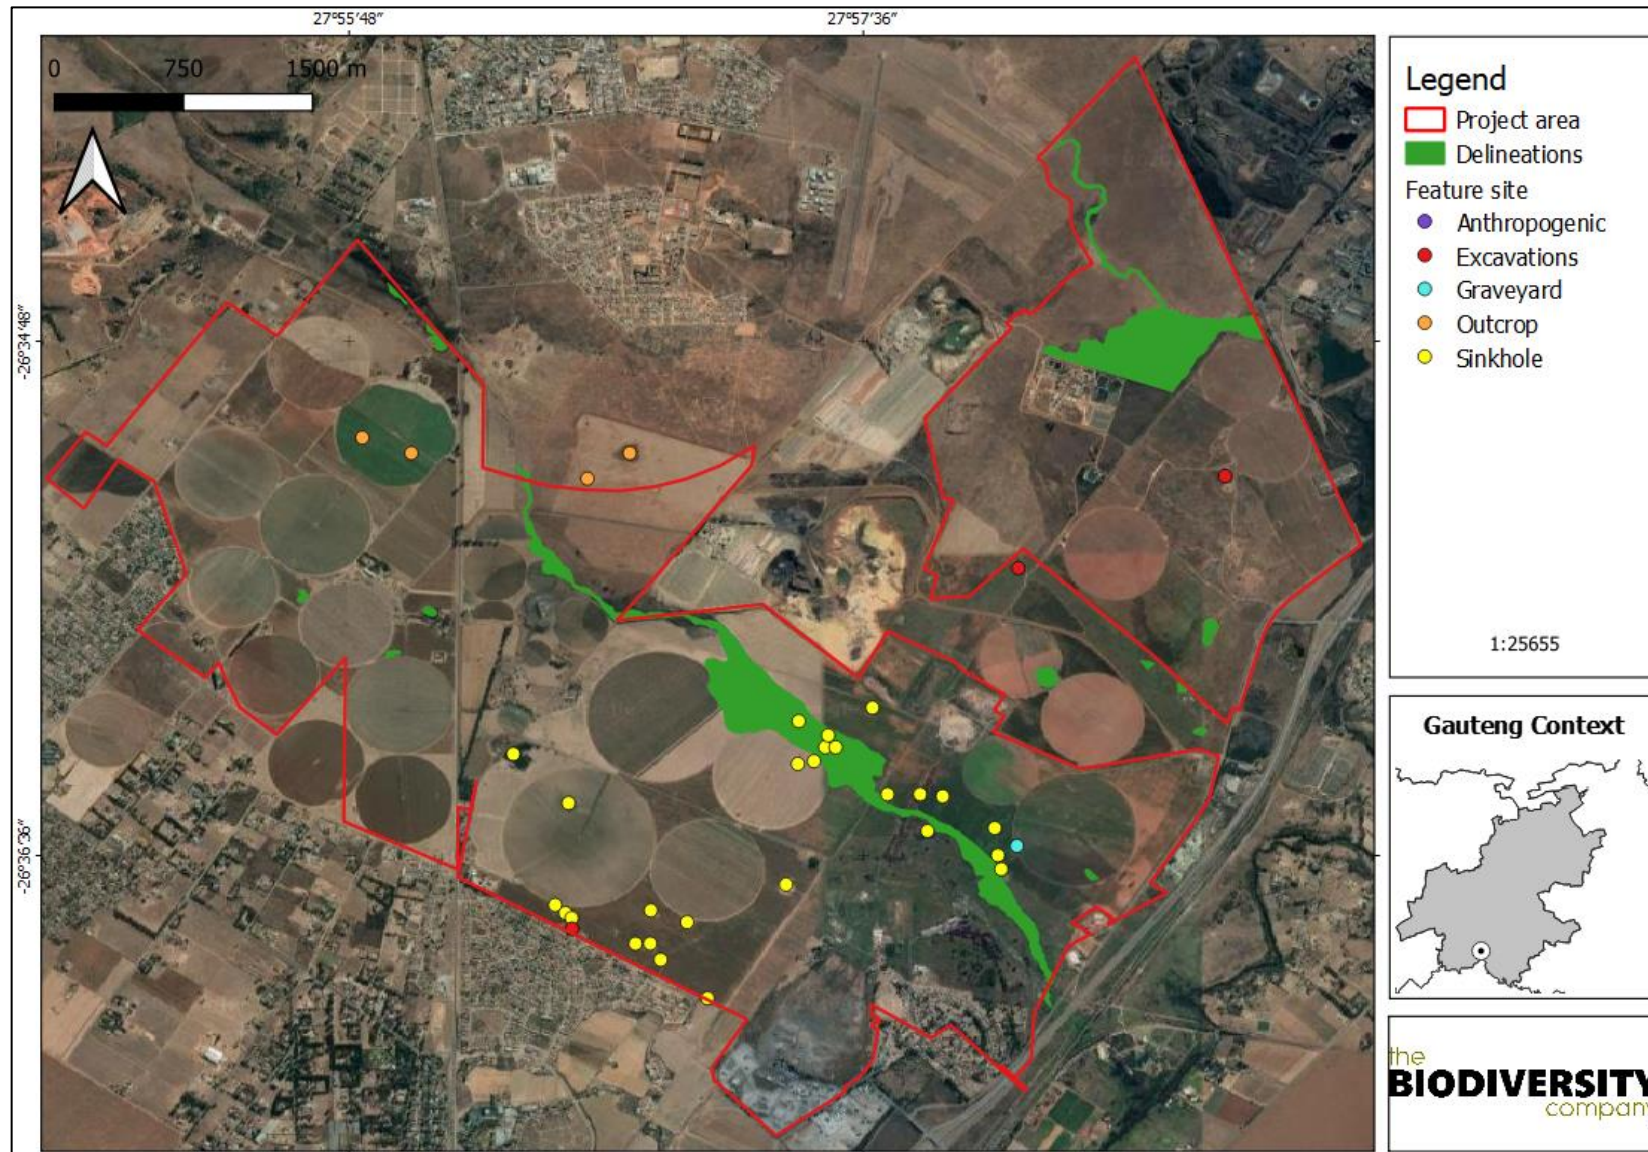 27°55'48" 27°57'36"
0 750 1500 m
-26°34'48"
-26°36'36"
Legend
Project area
Delineations
Feature site
Anthropogenic
Excavations
Graveyard
Outcrop
Sinkhole
1:25655
Gauteng Context
the
BIODIVERSITY
company